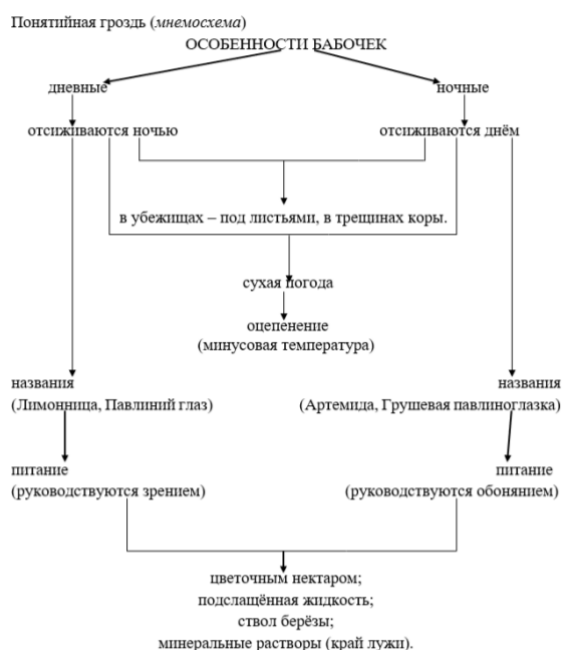 Понятийная гроздь (мнемосхема)
ОСОБЕННОСТИ БАБОЧЕК
дневные ночные
отсиживаются ночью отсиживаются днём
в убежищах – под листьями, в трещинах коры.
сухая погода
оцепенение
(минусовая температура)
названия названия
(Лимонница, Павлиний глаз) (Артемида, Грушевая павлиноглазка)
питание питание
(руководствуются зрением) (руководствуются обонянием)
цветочным нектаром;
подслащённая жидкость;
ствол берёзы;
минеральные растворы (край лужи).